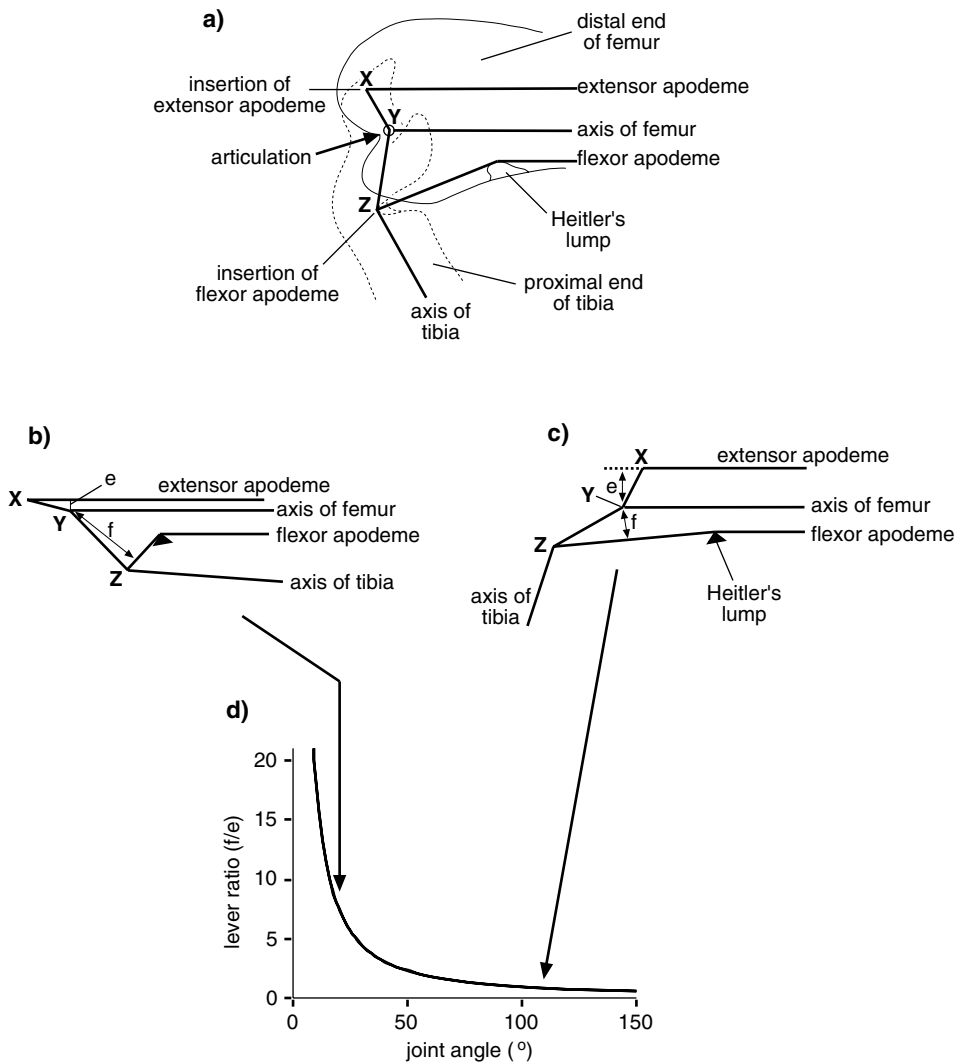 a)
distal end
of femur
X
extensor apodeme
insertion of
extensor apodeme
Y
axis of femur
articulation
flexor apodeme
Z
Heitler's
lump
insertion of
flexor apodeme
proximal end
of tibia
axis of
tibia
b)
e
X
extensor apodeme
Y
axis of femur
f
flexor apodeme
Z
axis of tibia
c)
X
extensor apodeme
e
Y
axis of femur
f
flexor apodeme
Z
axis of
tibia
Heitler's
lump
d)
lever ratio (f/e)
20
15
10
5
0
0 50 100 150
joint angle ( o )